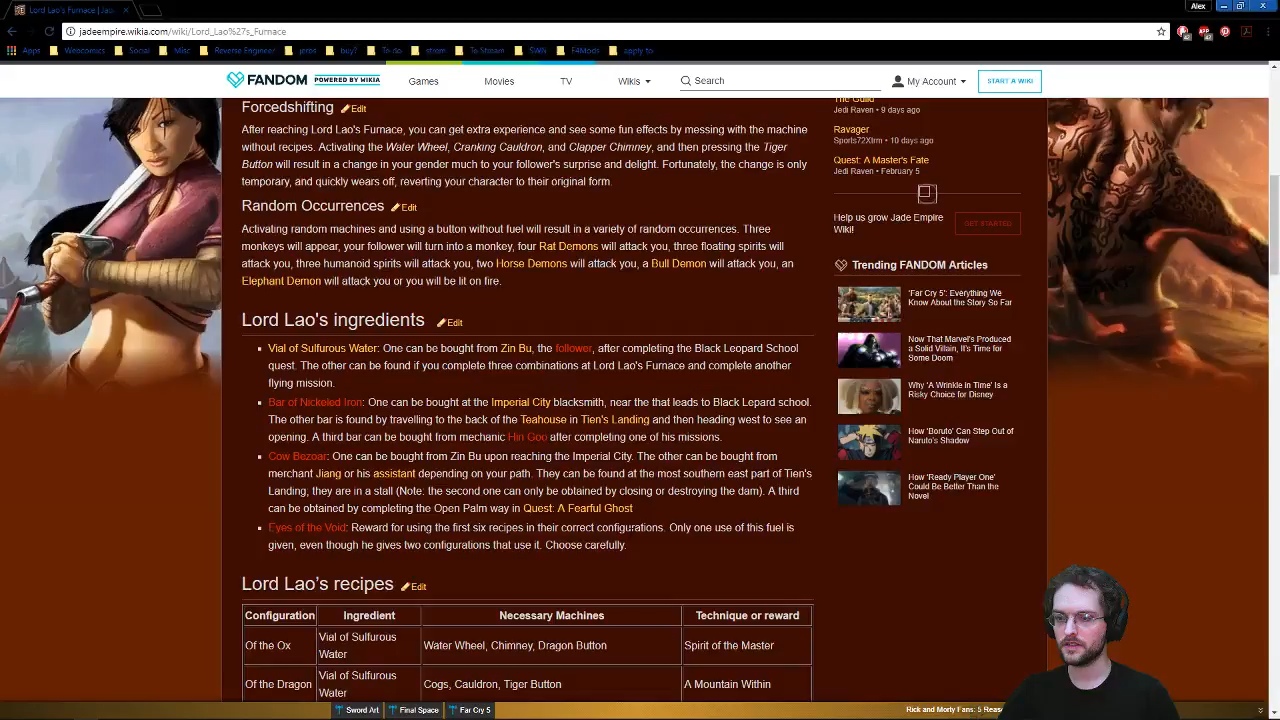 Lord Lao's Furnace | Jad
Alex
jadeempire.wikia.com/wiki/Lord_Lao%27s_Furnace
Apps Webcomics Social Misc Reverse Engineer jerbs buy? To do strem To Stream SWN F4Mods apply to
FANDOM POWERED BY WIKIA Games Movies TV Wikis Search My Account START A WIKI
Forcedshifting Edit
After reaching Lord Lao's Furnace, you can get extra experience and see some fun effects by messing with the machine
without recipes. Activating the Water Wheel, Cranking Cauldron, and Clapper Chimney, and then pressing the Tiger
Button will result in a change in your gender much to your follower's surprise and delight. Fortunately, the change is only
temporary, and quickly wears off, reverting your character to their original form.
Random Occurrences Edit
Activating random machines and using a button without fuel will result in a variety of random occurrences. Three
monkeys will appear, your follower will turn into a monkey, four Rat Demons will attack you, three floating spirits will
attack you, three humanoid spirits will attack you, two Horse Demons will attack you, a Bull Demon will attack you, an
Elephant Demon will attack you or you will be lit on fire.
Lord Lao's ingredients Edit
Vial of Sulfurous Water: One can be bought from Zin Bu, the follower, after completing the Black Leopard School
quest. The other can be found if you complete three combinations at Lord Lao's Furnace and complete another
flying mission.
Bar of Nickeled Iron: One can be bought at the Imperial City blacksmith, near the that leads to Black Lepard school.
The other bar is found by travelling to the back of the Teahouse in Tien's Landing and then heading west to see an
opening. A third bar can be bought from mechanic Hin Goo after completing one of his missions.
Cow Bezoar: One can be bought from Zin Bu upon reaching the Imperial City. The other can be bought from
merchant Jiang or his assistant depending on your path. They can be found at the most southern east part of Tien's
Landing, they are in a stall (Note: the second one can only be obtained by closing or destroying the dam). A third
can be obtained by completing the Open Palm way in Quest: A Fearful Ghost
Eyes of the Void: Reward for using the first six recipes in their correct configurations. Only one use of this fuel is
given, even though he gives two configurations that use it. Choose carefully.
Lord Lao's recipes Edit
Configuration Ingredient Necessary Machines Technique or reward
Of the Ox Vial of Sulfurous Water Water Wheel, Chimney, Dragon Button Spirit of the Master
Of the Dragon Vial of Sulfurous Water Cogs, Cauldron, Tiger Button A Mountain Within
The Guild
Jedi Raven • 9 days ago
Ravager
Sports72Xtrm • 10 days ago
Quest: A Master's Fate
Jedi Raven • February 5
Help us grow Jade Empire
Wiki!
GET STARTED
Trending FANDOM Articles
'Far Cry 5': Everything We
Know About the Story So Far
Now That Marvel's Produced
a Solid Villain, It's Time for
Some Doom
Why 'A Wrinkle in Time' Is a
Risky Choice for Disney
How 'Boruto' Can Step Out of
Naruto's Shadow
How 'Ready Player One'
Could Be Better Than the
Novel
Sword Art Final Space Far Cry 5 Rick and Morty Fans: 5 Reaso